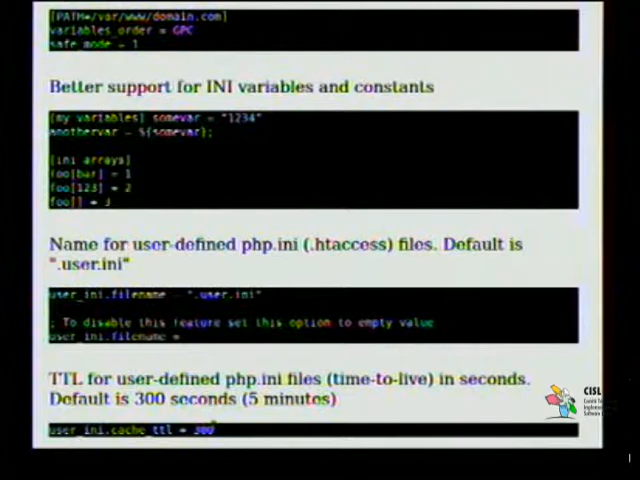 [PATH=/var/www/domain.com]
variables_order = GPC
safe_mode = 1
Better support for INI variables and constants
[my variables] somevar = "1234"
anothervar = ${somevar};
[ini arrays]
foo[bar] = 1
foo[123] = 2
foo[] = 3
Name for user-defined php.ini (.htaccess) files. Default is
".user.ini"
user_ini.filename = ".user.ini"
; To disable this feature set this option to empty value
user_ini.filename =
TTL for user-defined php.ini files (time-to-live) in seconds.
Default is 300 seconds (5 minutes)
user_ini.cache_ttl = 300
CISL